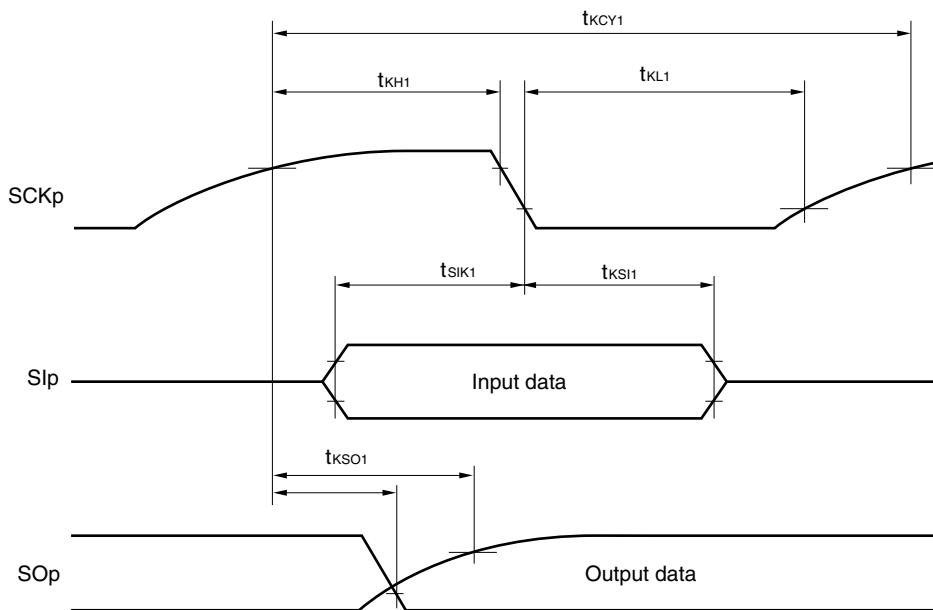 tKCY1
tKH1
tKL1
SCKp
tSIK1
tKSI1
SIp
Input data
tKSO1
SOp
Output data